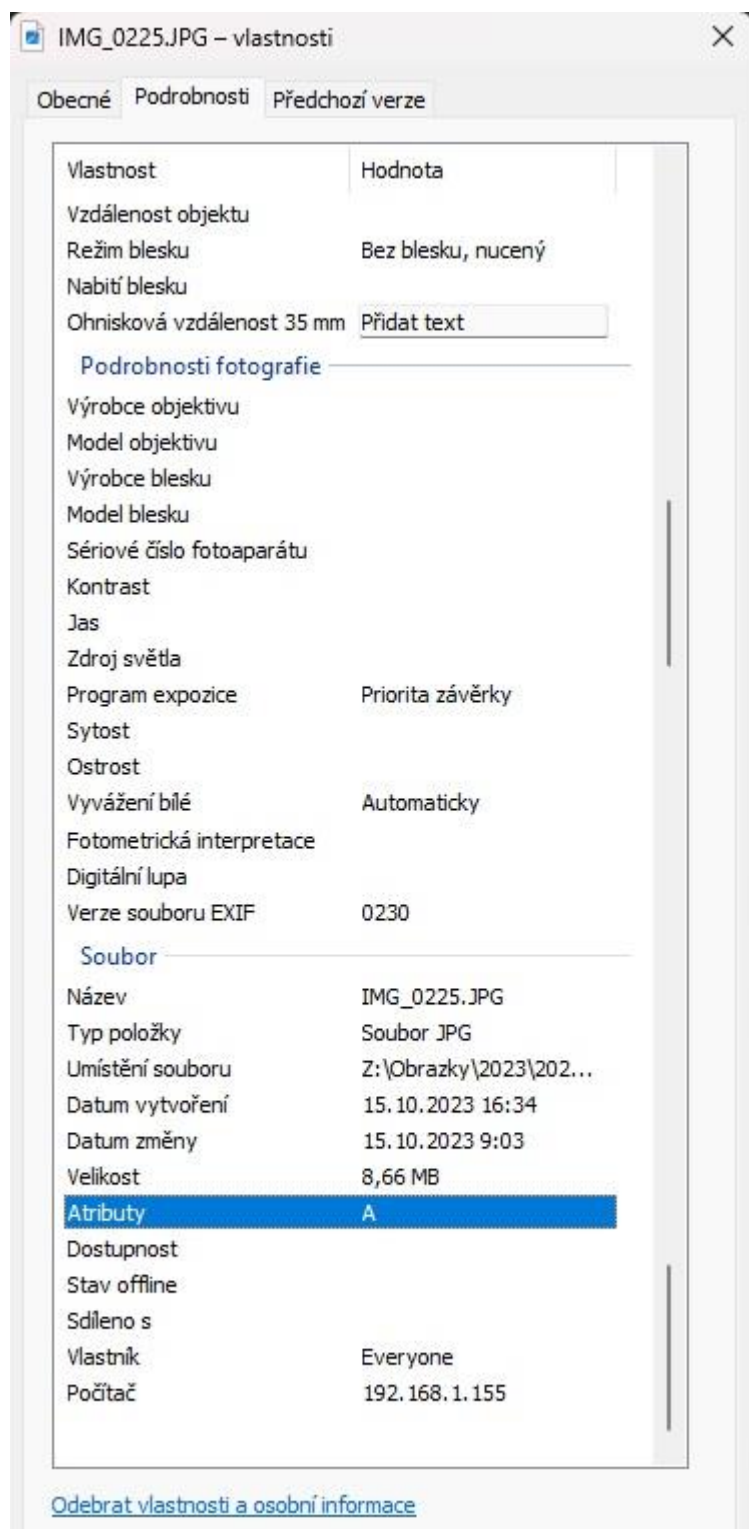 IMG_0225.JPG – vlastnosti
Obecné Podrobnosti Předchozí verze
Vlastnost Hodnota
Vzdálenost objektu
Režim blesku Bez blesku, nucený
Nabití blesku
Ohnisková vzdálenost 35 mm Přidat text
Podrobnosti fotografie
Výrobce objektivu
Model objektivu
Výrobce blesku
Model blesku
Sériové číslo fotoaparátu
Kontrast
Jas
Zdroj světla
Program expozice Priorita závěrky
Sytost
Ostrost
Vyvážení bílé Automaticky
Fotometrická interpretace
Digitální lupa
Verze souboru EXIF 0230
Soubor
Název IMG_0225.JPG
Typ položky Soubor JPG
Umístění souboru Z:\Obrazky\2023\202...
Datum vytvoření 15.10.2023 16:34
Datum změny 15.10.2023 9:03
Velikost 8,66 MB
Atributy A
Dostupnost
Stav offline
Sdíleno s
Vlastník Everyone
Počítač 192.168.1.155
Odebrat vlastnosti a osobní informace